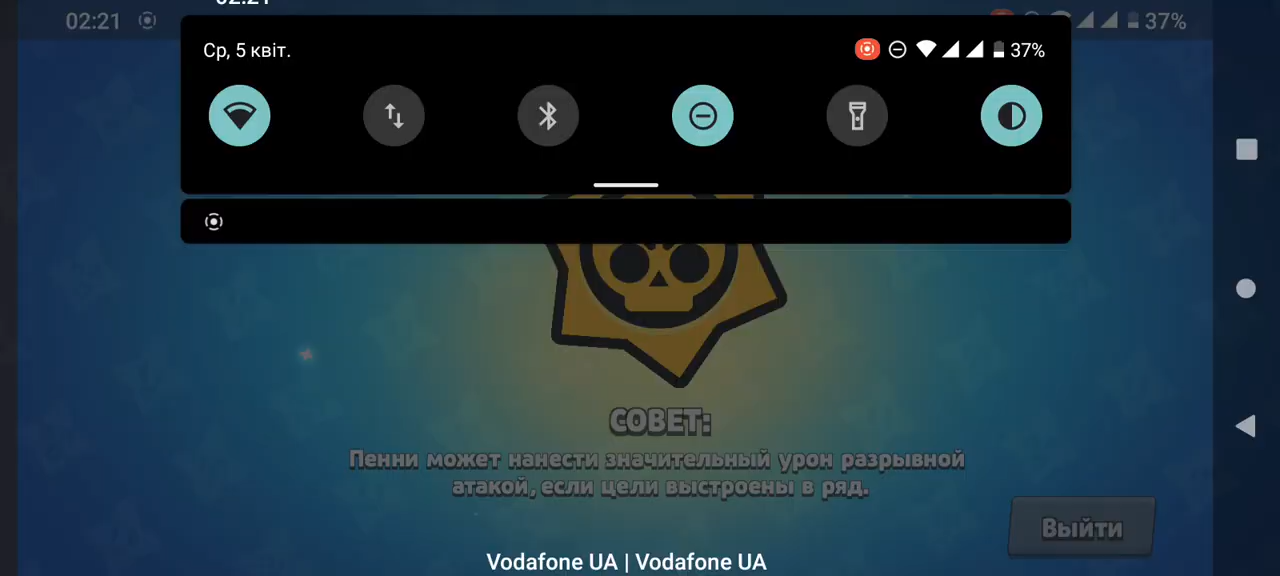 02:21
37%
Ср, 5 квіт.
37%
СОВЕТ:
Пенни может нанести значительный урон разрывной
атакой, если цели выстроены в ряд.
Выйти
Vodafone UA | Vodafone UA